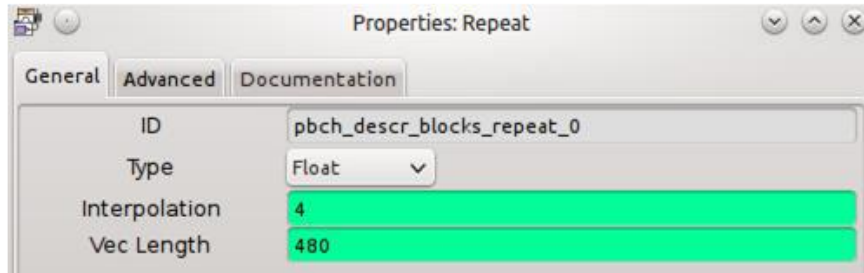 Properties: Repeat
General Advanced Documentation
ID pbch_descr_blocks_repeat_0
Type Float
Interpolation 4
Vec Length 480